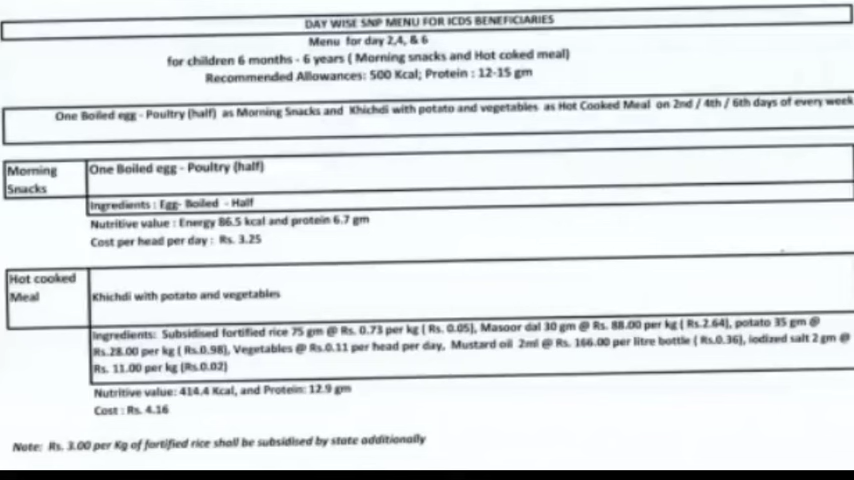 DAY WISE SNP MENU FOR ICDS BENEFICIARIES
Menu for day 2,4, & 6
for children 6 months - 6 years ( Morning snacks and Hot coked meal)
Recommended Allowances: 500 Kcal; Protein : 12-15 gm
One Boiled egg - Poultry (half) as Morning Snacks and Khichdi with potato and vegetables as Hot Cooked Meal on 2nd / 4th / 6th days of every week
Morning
Snacks
One Boiled egg - Poultry (half)
Ingredients : Egg- Boiled - Half
Nutritive value : Energy 86.5 kcal and protein 6.7 gm
Cost per head per day : Rs. 3.25
Hot cooked
Meal
Khichdi with potato and vegetables
Ingredients: Subsidised fortified rice 75 gm @ Rs. 0.73 per kg ( Rs. 0.05), Masoor dal 30 gm @ Rs. 88.00 per kg ( Rs.2.64), potato 35 gm @
Rs.28.00 per kg ( Rs.0.98), Vegetables @ Rs.0.11 per head per day, Mustard oil 2ml @ Rs. 166.00 per litre bottle ( Rs.0.36), iodized salt 2 gm @
Rs. 11.00 per kg (Rs.0.02)
Nutritive value: 414.4 Kcal, and Protein: 12.9 gm
Cost : Rs. 4.16
Note: Rs. 3.00 per Kg of fortified rice shall be subsidised by state additionally